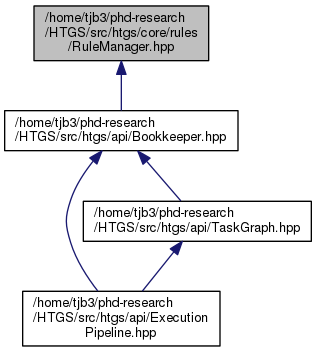 /home/tjb3/phd-research
/HTGS/src/htgs/core/rules
/RuleManager.hpp
/home/tjb3/phd-research
/HTGS/src/htgs/api/Bookkeeper.hpp
/home/tjb3/phd-research
/HTGS/src/htgs/api/TaskGraph.hpp
/home/tjb3/phd-research
/HTGS/src/htgs/api/Execution
Pipeline.hpp